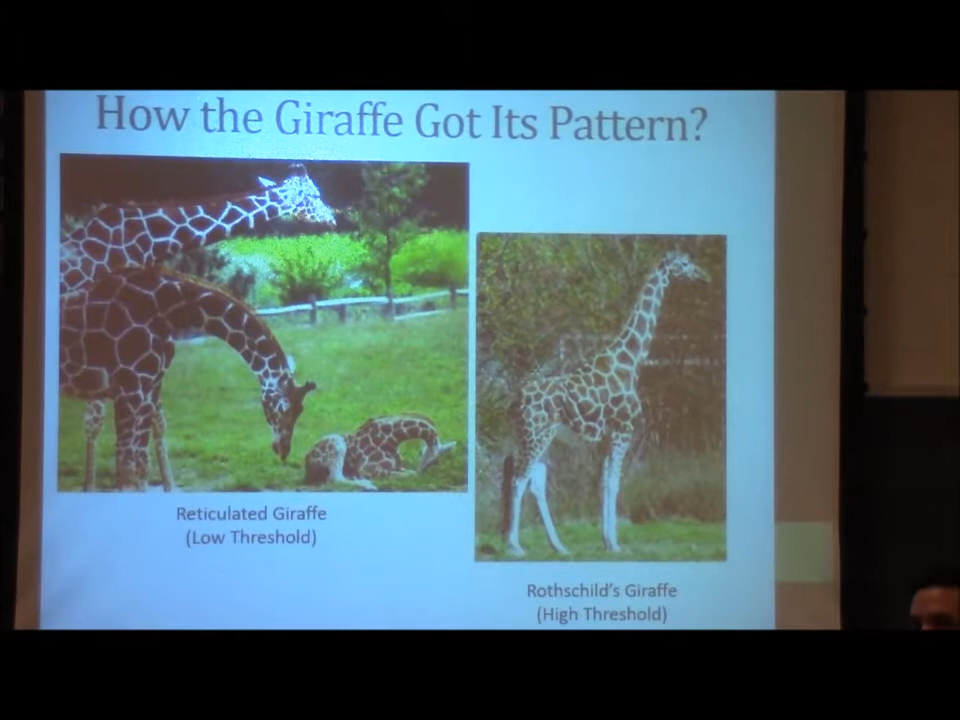 How the Giraffe Got Its Pattern?
Reticulated Giraffe
(Low Threshold)
Rothschild's Giraffe
(High Threshold)